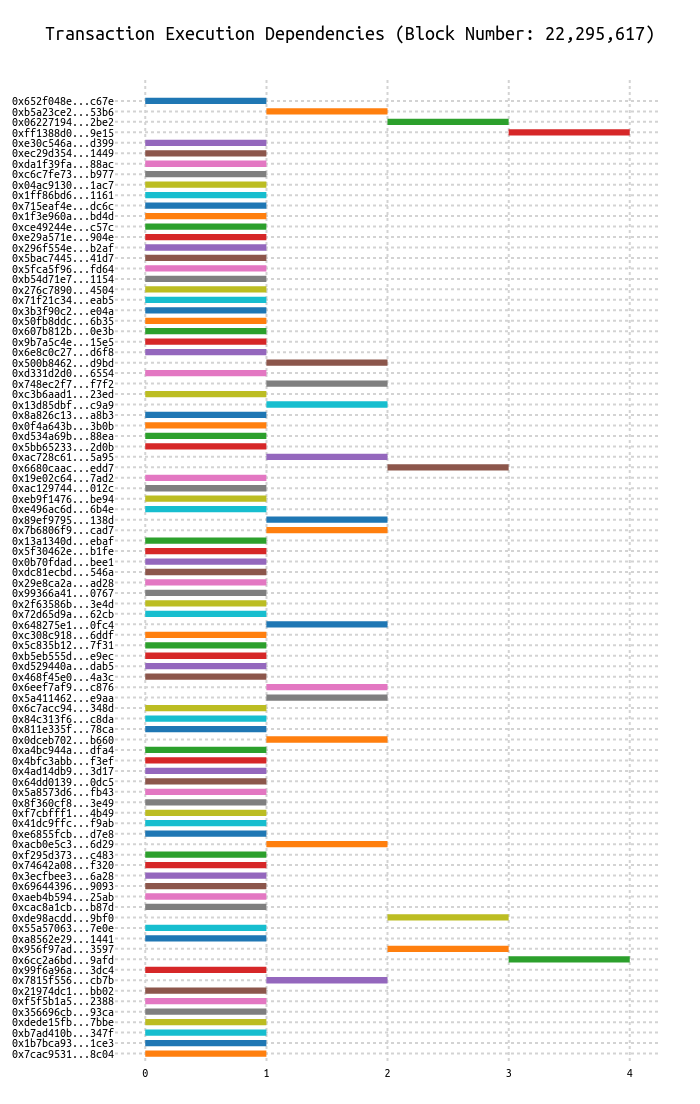 Transaction Execution Dependencies (Block Number: 22,295,617)
0x652f048e...c67e
0xb5a23ce2...53b6
0x06227194...2be2
0xff1388d0...9e15
0xe30c546a...d399
0xec29d354...1449
0xda1f39fa...88ac
0xc6c7fe73...b977
0x04ac9130...1ac7
0x1ff86bd6...1161
0x715eaf4e...dc6c
0x1f3e960a...bd4d
0xce49244e...c57c
0xe29a571e...904e
0x296f554e...b2af
0x5bac7445...41d7
0x5fca5f96...fd64
0xb54d71e7...1154
0x276c7890...4504
0x71f21c34...eab5
0x3b3f90c2...e04a
0x50fb8ddc...6b35
0x607b812b...0e3b
0x9b7a5c4e...15e5
0x6e8c0c27...d6f8
0x500b8462...d9bd
0xd331d2d0...6554
0x748ec2f7...f7f2
0xc3b6aad1...23ed
0x13d85dbf...c9a9
0x8a826c13...a8b3
0x0f4a643b...3b0b
0xd534a69b...88ea
0x5bb65233...2d0b
0xac728c61...5a95
0x6680caac...edd7
0x19e02c64...7ad2
0xac129744...012c
0xeb9f1476...be94
0xe496ac6d...6b4e
0x89ef9795...138d
0x7b6806f9...cad7
0x13a1340d...ebaf
0x5f30462e...b1fe
0x0b70fdad...bee1
0xdc81ecbd...546a
0x29e8ca2a...ad28
0x99366a41...0767
0x2f63586b...3e4d
0x72d65d9a...62cb
0x648275e1...0fc4
0xc308c918...6ddf
0x5c835b12...7f31
0xb5eb555d...e9ec
0xd529440a...dab5
0x468f45e0...4a3c
0x6eef7af9...c876
0x5a411462...e9aa
0x6c7acc94...348d
0x84c313f6...c8da
0x811e335f...78ca
0x0dceb702...b660
0xa4bc944a...dfa4
0x4bfc3abb...f3ef
0x4ad14db9...3d17
0x64dd0139...0dc5
0x5a8573d6...fb43
0x8f360cf8...3e49
0xf7cbfff1...4b49
0x41dc9ffc...f9ab
0xe6855fcb...d7e8
0xacb0e5c3...6d29
0xf295d373...c483
0x74642a08...f320
0x3ecfbee3...6a28
0x69644396...9093
0xaeb4b594...25ab
0xcac8a1cb...b87d
0xde98acdd...9bf0
0x55a57063...7e0e
0xa8562e29...1441
0x956f97ad...3597
0x6cc2a6bd...9afd
0x99f6a96a...3dc4
0x7815f556...cb7b
0x21974dc1...bb02
0xf5f5b1a5...2388
0x356696cb...93ca
0xdede15fb...7bbe
0xb7ad410b...347f
0x1b7bca93...1ce3
0x7cac9531...8c04
0 1 2 3 4